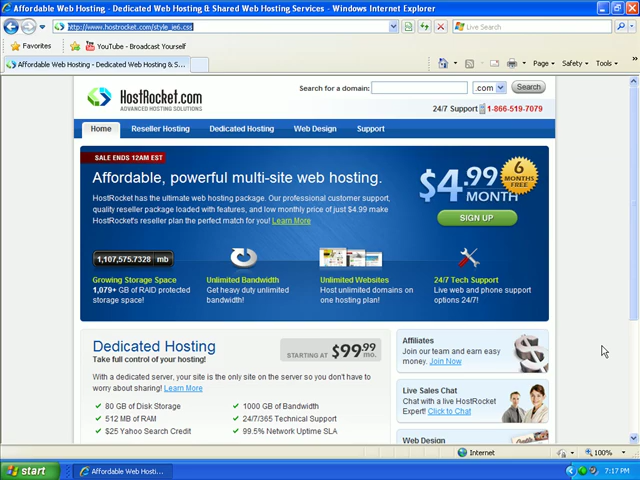 Affordable Web Hosting - Dedicated Web Hosting & Shared Web Hosting Services - Windows Internet Explorer
http://www.hostrocket.com/style_ie6.css
Live Search
Favorites
YouTube - Broadcast Yourself
Affordable Web Hosting - Dedicated Web Hosting & S...
Page
Safety
Tools
HostRocket.com
ADVANCED HOSTING SOLUTIONS
Search for a domain:
.com
Search
24/7 Support
1-866-519-7079
Home
Reseller Hosting
Dedicated Hosting
Web Design
Support
SALE ENDS 12AM EST
Affordable, powerful multi-site web hosting.
HostRocket has the ultimate web hosting package. Our professional customer support,
quality reseller package loaded with features, and low monthly price of just $4.99 make
HostRocket's reseller plan the perfect match for you! Learn More
$4.99
MONTH
6
MONTHS
FREE
SIGN UP
1,107,575.7328 mb
Growing Storage Space
1,079+ GB of RAID protected
storage space!
Unlimited Bandwidth
Get heavy duty unlimited
bandwidth!
Unlimited Websites
Host unlimited domains on
one hosting plan!
24/7 Tech Support
Live web and phone support
options 24/7!
Dedicated Hosting
Take full control of your hosting!
STARTING AT $99.99 mo.
With a dedicated server, your site is the only site on the server so you don't have to
worry about sharing! Learn More
80 GB of Disk Storage
512 MB of RAM
$25 Yahoo Search Credit
1000 GB of Bandwidth
24/7/365 Technical Support
99.5% Network Uptime SLA
Affiliates
Join our team and earn easy
money. Join Now
Live Sales Chat
Chat with a live HostRocket
Expert! Click to Chat
Web Design
Internet
100%
start
Affordable Web Hosti...
7:17 PM